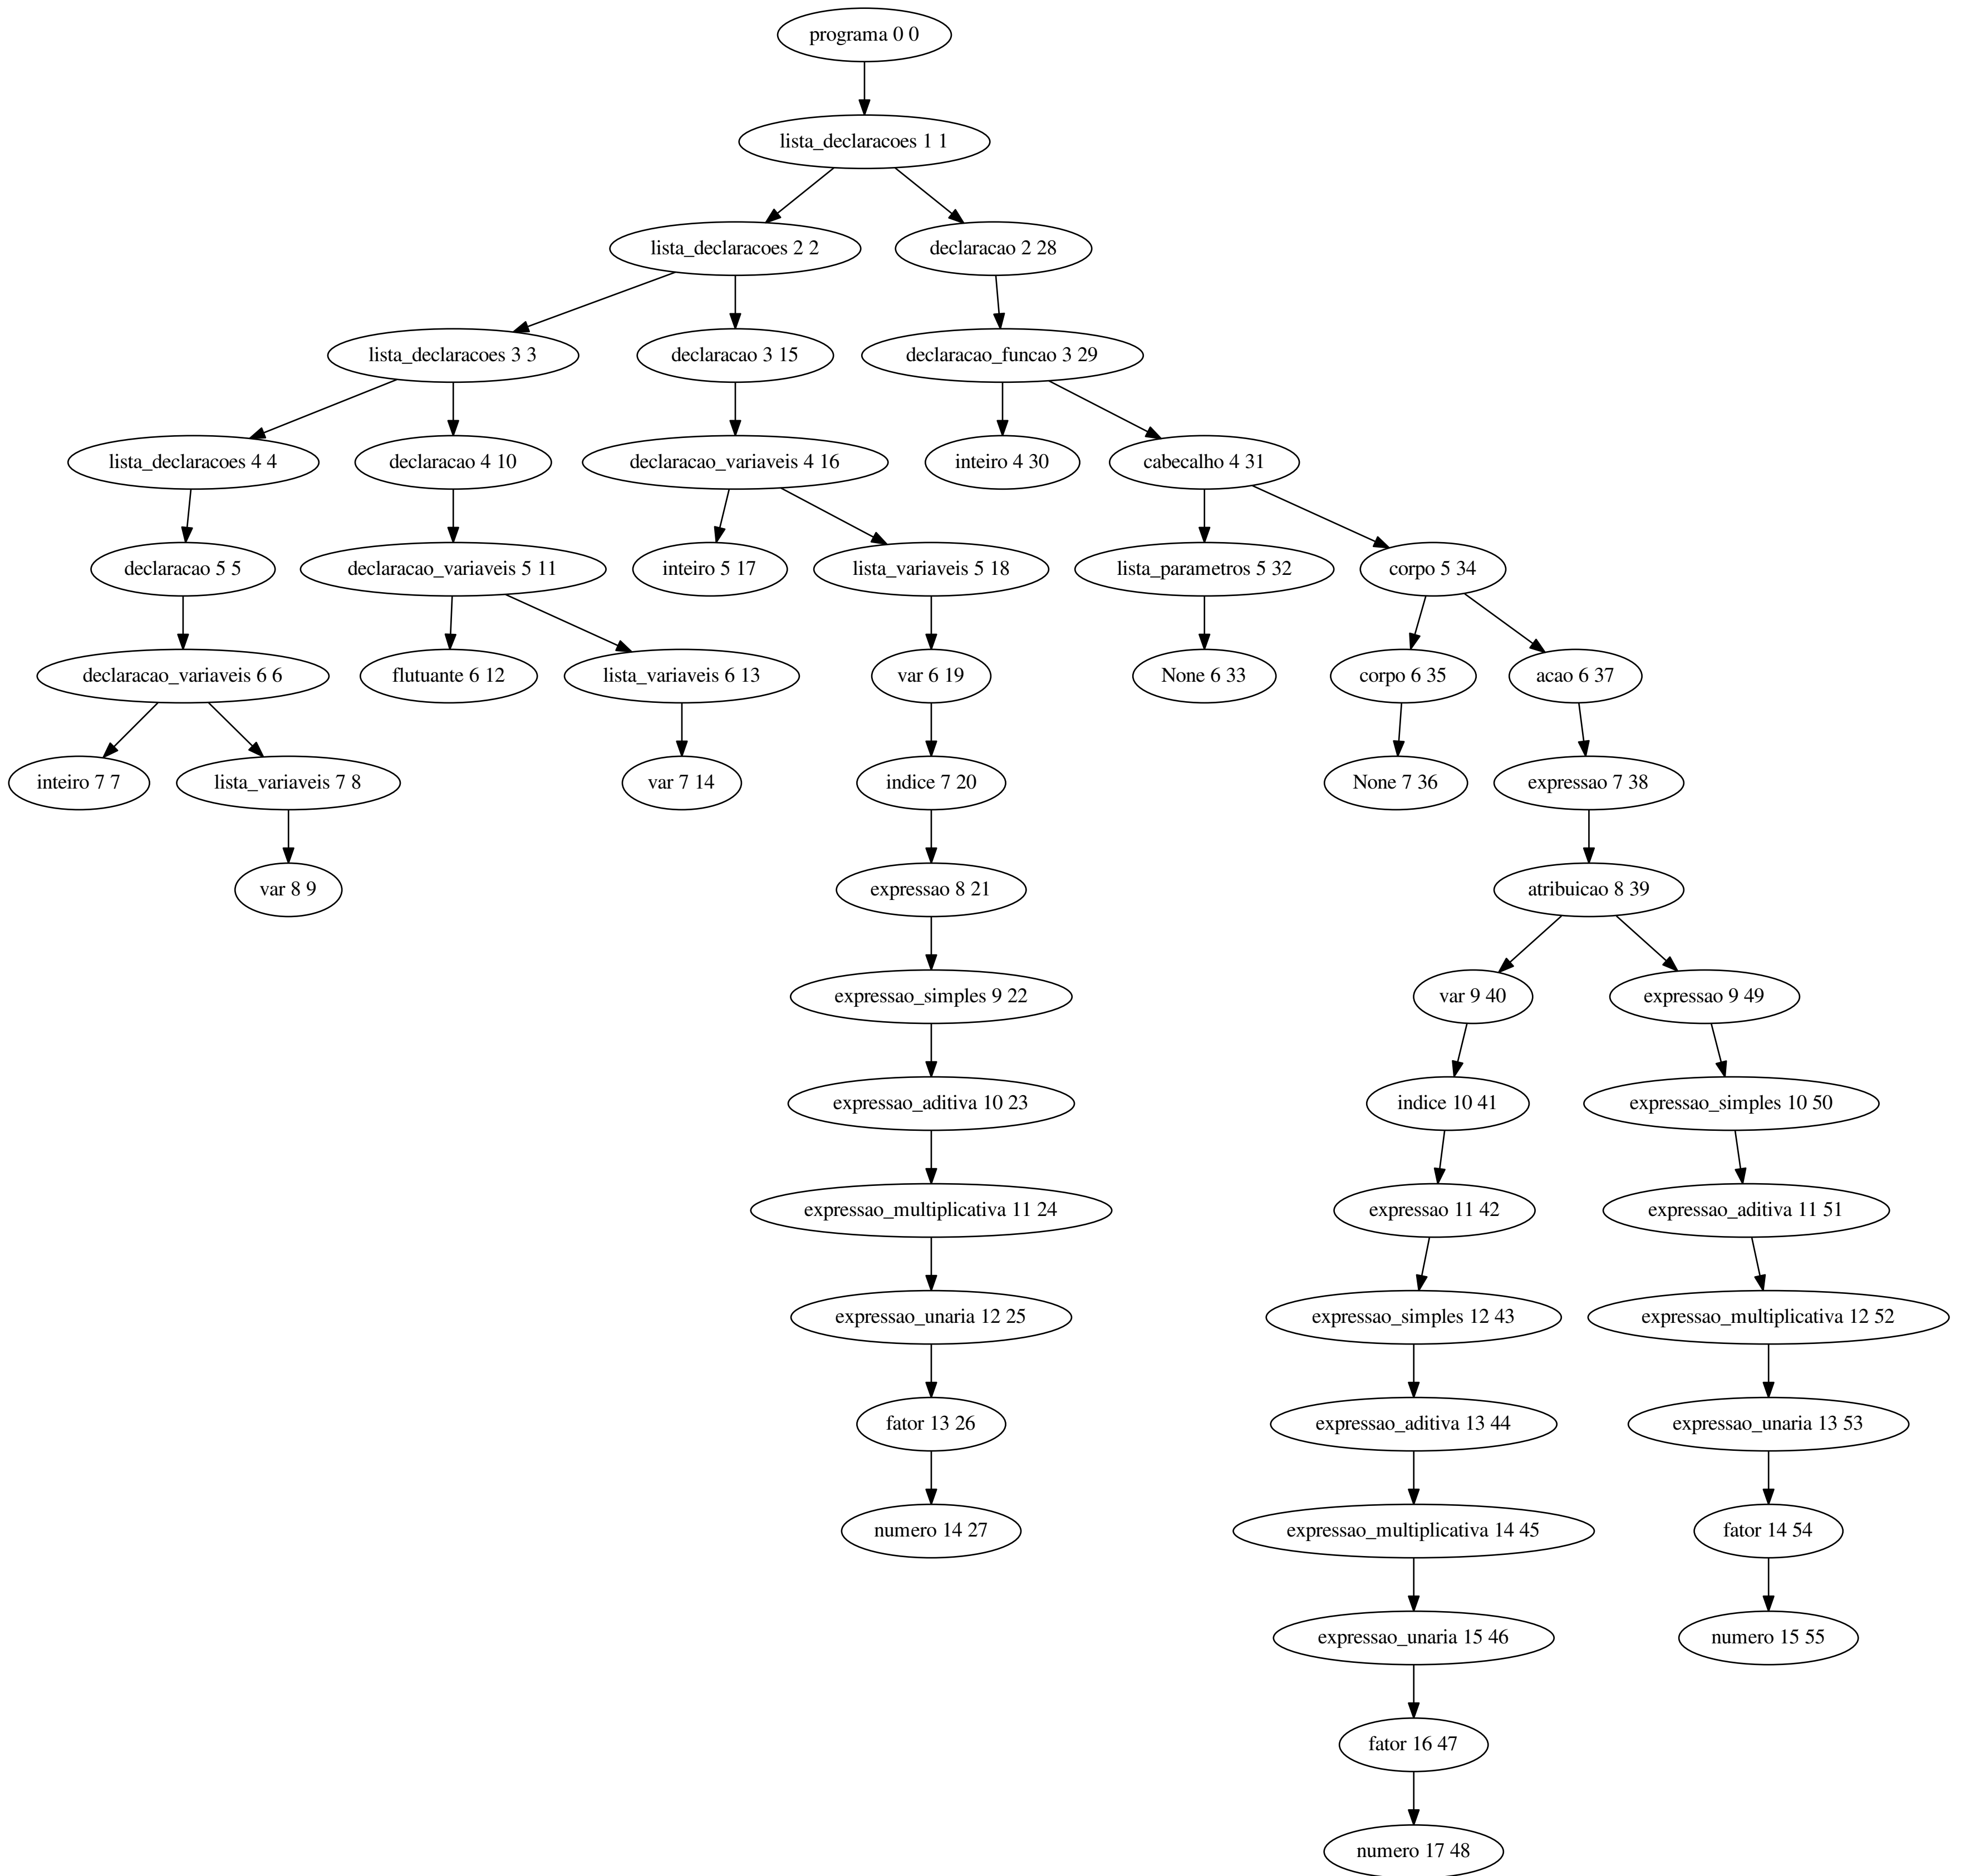 programa 0 0
lista_declaracoes 1 1
lista_declaracoes 2 2
declaracao 2 28
lista_declaracoes 3 3
declaracao 3 15
declaracao_funcao 3 29
lista_declaracoes 4 4
declaracao 4 10
declaracao_variaveis 4 16
inteiro 4 30
cabecalho 4 31
declaracao 5 5
declaracao_variaveis 5 11
inteiro 5 17
lista_variaveis 5 18
lista_parametros 5 32
corpo 5 34
declaracao_variaveis 6 6
flutuante 6 12
lista_variaveis 6 13
var 6 19
None 6 33
corpo 6 35
acao 6 37
inteiro 7 7
lista_variaveis 7 8
var 7 14
indice 7 20
None 7 36
expressao 7 38
var 8 9
expressao 8 21
atribuicao 8 39
expressao_simples 9 22
var 9 40
expressao 9 49
expressao_aditiva 10 23
indice 10 41
expressao_simples 10 50
expressao_multiplicativa 11 24
expressao 11 42
expressao_aditiva 11 51
expressao_unaria 12 25
expressao_simples 12 43
expressao_multiplicativa 12 52
fator 13 26
expressao_aditiva 13 44
expressao_unaria 13 53
numero 14 27
expressao_multiplicativa 14 45
fator 14 54
expressao_unaria 15 46
numero 15 55
fator 16 47
numero 17 48